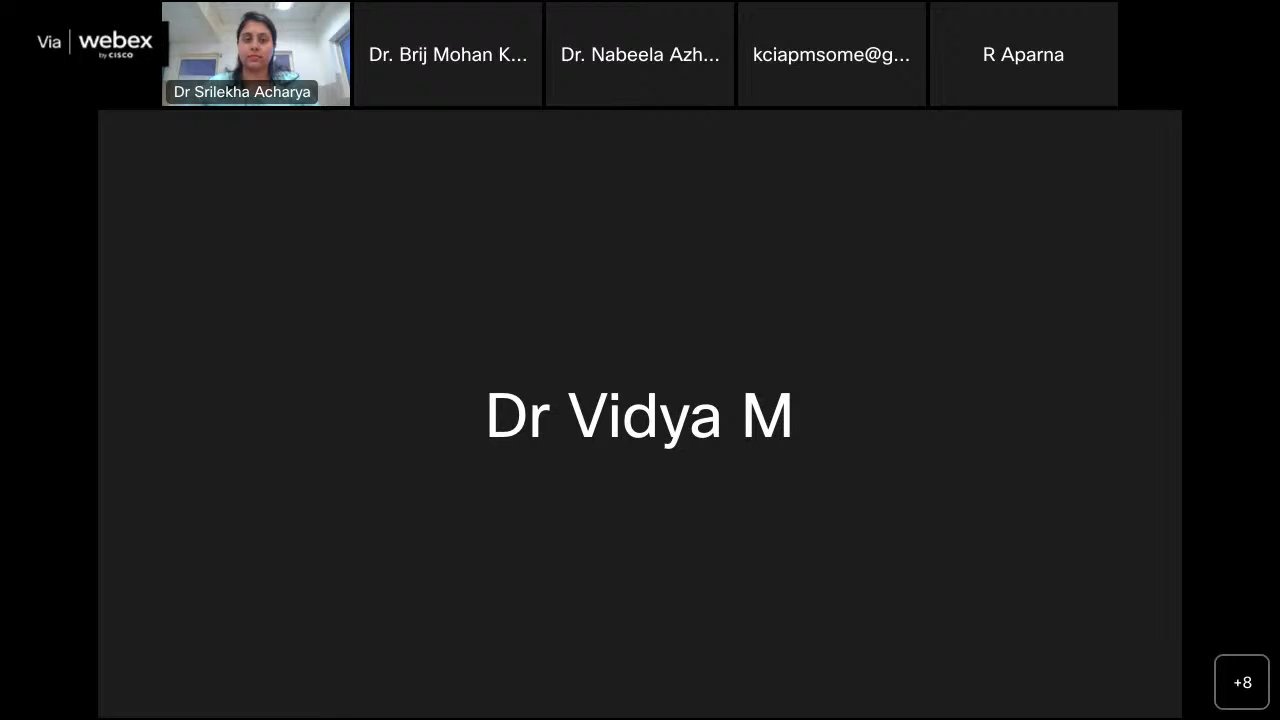 Via webex
by CISCO
Dr Srilekha Acharya
Dr. Brij Mohan K...
Dr. Nabeela Azh...
kciapmsome@g...
R Aparna
Dr Vidya M
+8